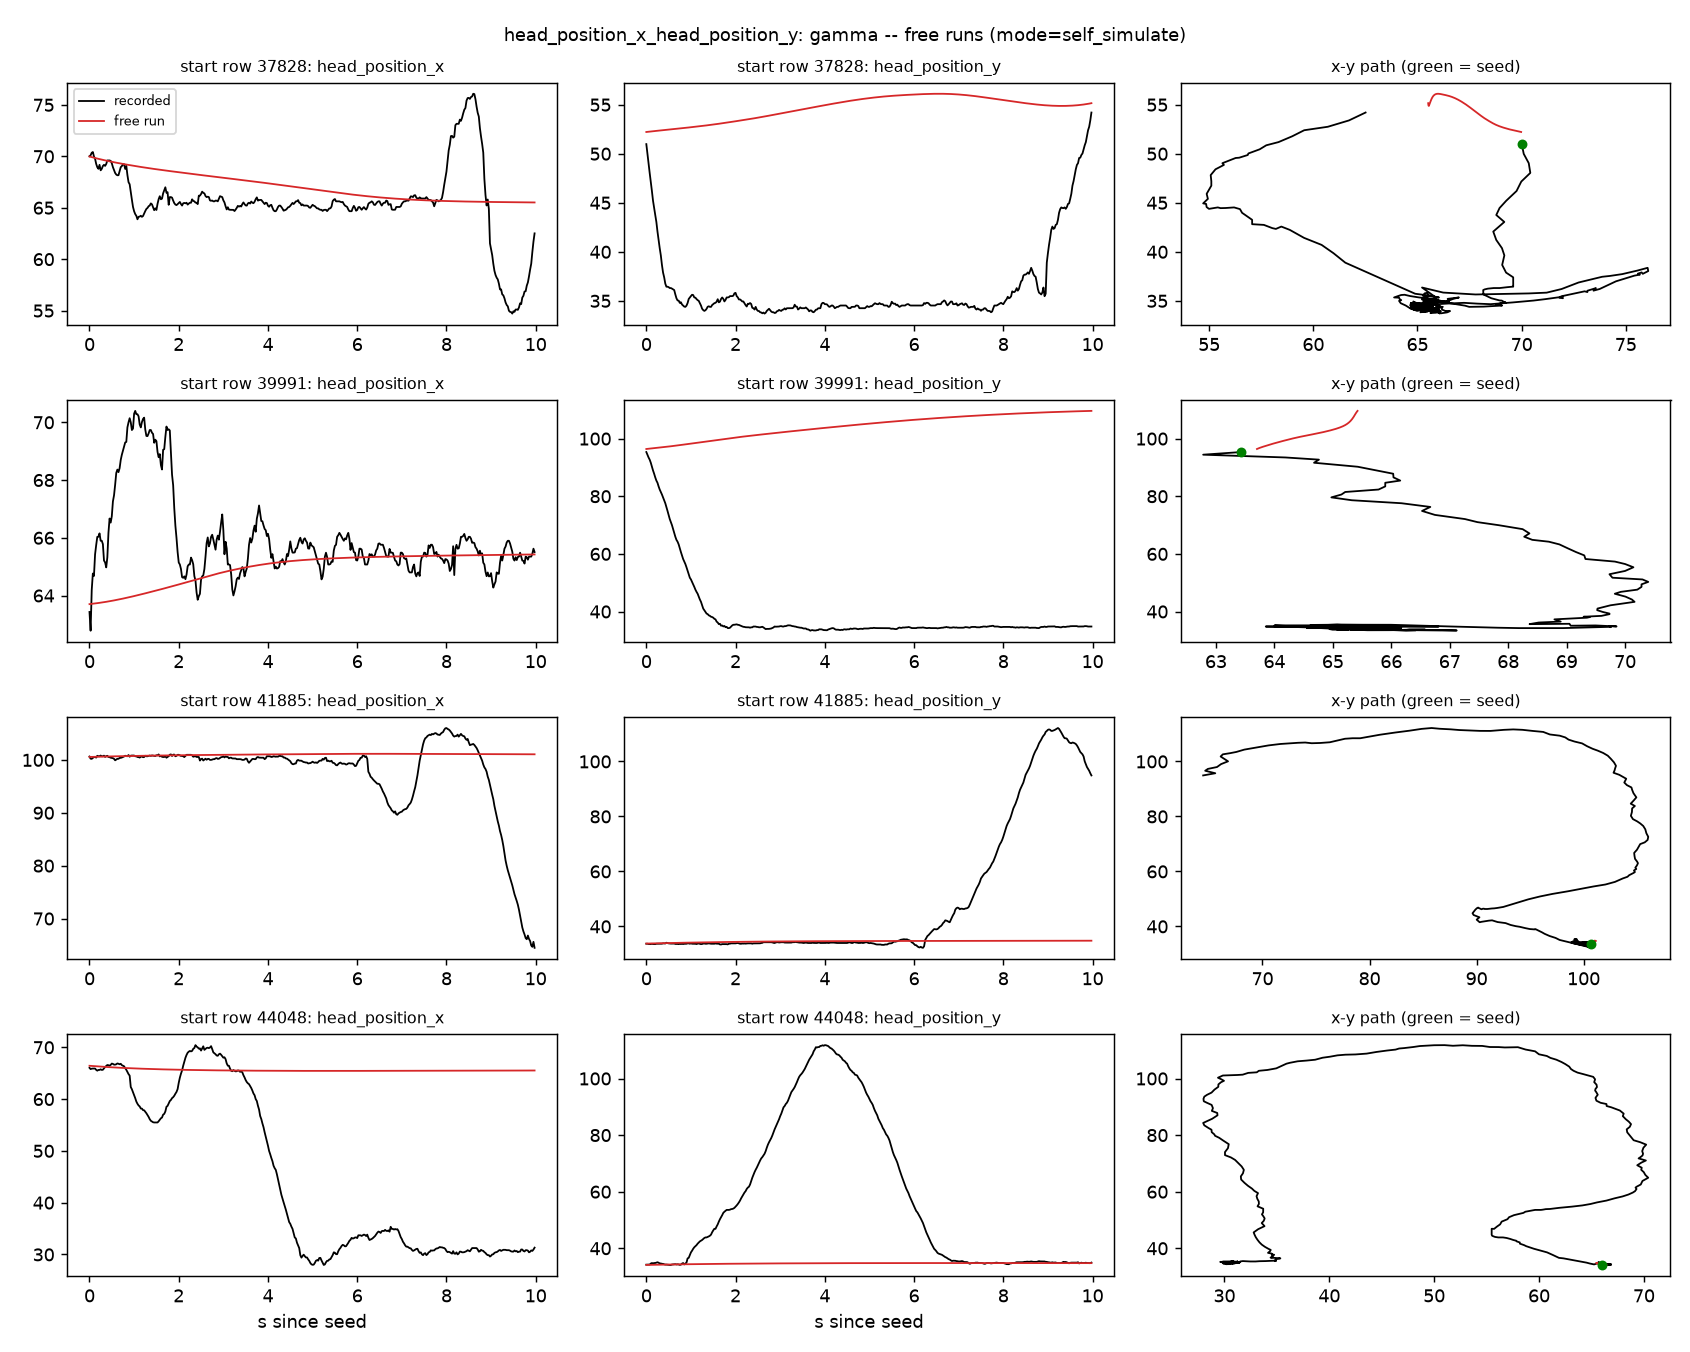 head_position_x_head_position_y: gamma -- free runs (mode=self_simulate)
start row 37828: head_position_x
start row 37828: head_position_y
x-y path (green = seed)
recorded
free run
75
70
65
60
55
0 2 4 6 8 10
55
50
45
40
35
0 2 4 6 8 10
55
50
45
40
35
55 60 65 70 75
start row 39991: head_position_x
start row 39991: head_position_y
x-y path (green = seed)
70
68
66
64
0 2 4 6 8 10
100
80
60
40
0 2 4 6 8 10
100
80
60
40
63 64 65 66 67 68 69 70
start row 41885: head_position_x
start row 41885: head_position_y
x-y path (green = seed)
100
90
80
70
0 2 4 6 8 10
100
80
60
40
0 2 4 6 8 10
100
80
60
40
70 80 90 100
start row 44048: head_position_x
start row 44048: head_position_y
x-y path (green = seed)
70
60
50
40
30
0 2 4 6 8 10
s since seed
100
80
60
40
0 2 4 6 8 10
s since seed
100
80
60
40
30 40 50 60 70